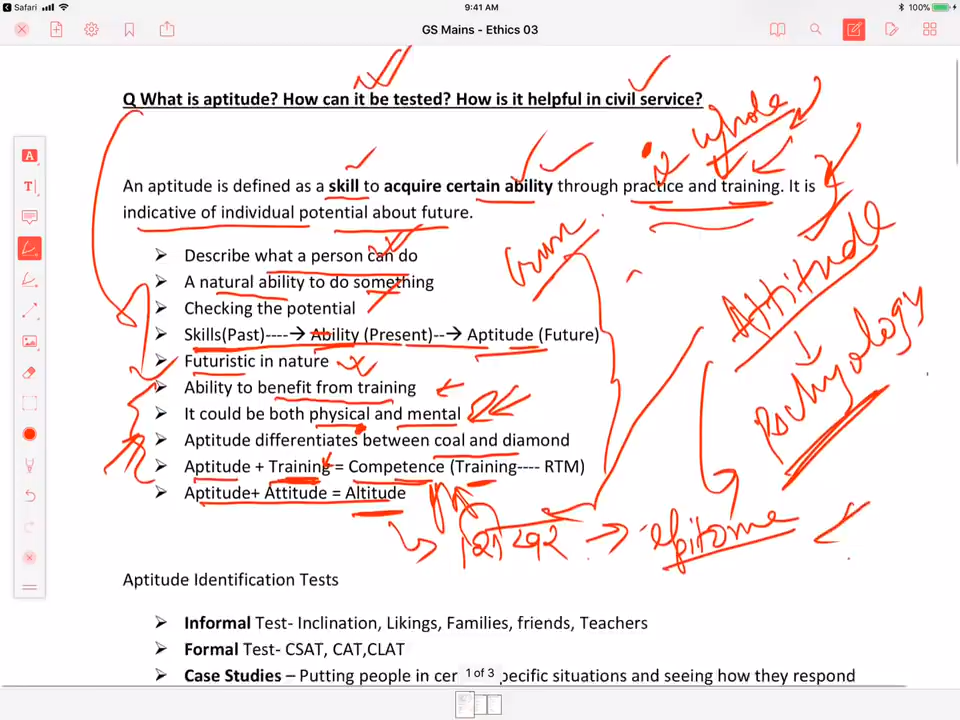 Safari 9:41 AM 100%
GS Mains - Ethics 03
Q What is aptitude? How can it be tested? How is it helpful in civil service?
whole
An aptitude is defined as a skill to acquire certain ability through practice and training. It is
indicative of individual potential about future.
Attitude
➢ Describe what a person can do
➢ A natural ability to do something
➢ Checking the potential
➢ Skills(Past)----→ Ability (Present)--→ Aptitude (Future)
➢ Futuristic in nature
➢ Ability to benefit from training
➢ It could be both physical and mental
Pschyology
➢ Aptitude differentiates between coal and diamond
➢ Aptitude + Training = Competence (Training---- RTM)
➢ Aptitude+ Attitude = Altitude
epitome
Aptitude Identification Tests
➢ Informal Test- Inclination, Likings, Families, friends, Teachers
➢ Formal Test- CSAT, CAT,CLAT
➢ Case Studies – Putting people in cer 1 of 3 pecific situations and seeing how they respond